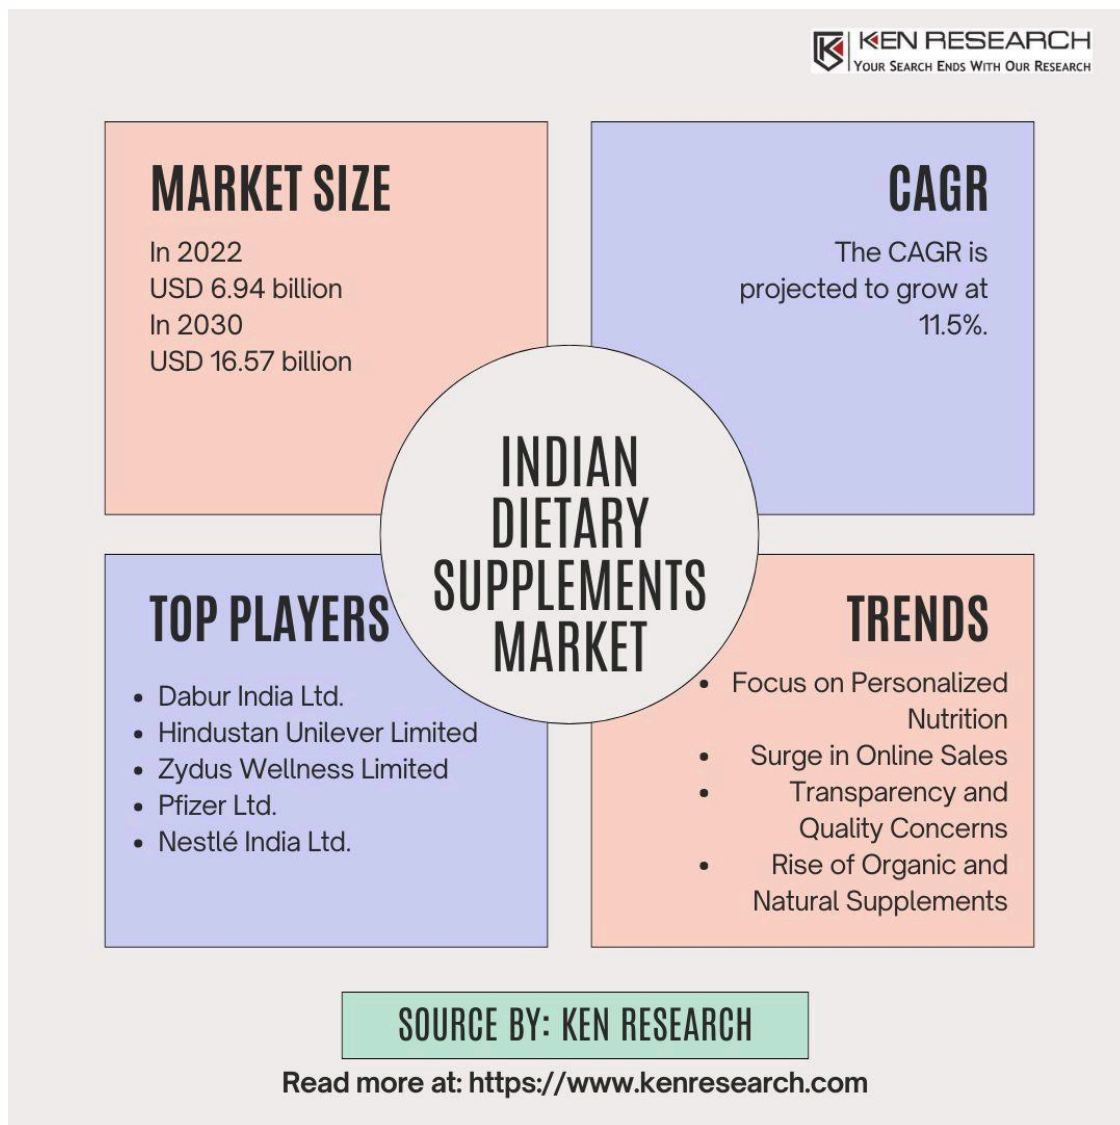 KEN RESEARCH
YOUR SEARCH ENDS WITH OUR RESEARCH
MARKET SIZE
In 2022
USD 6.94 billion
In 2030
USD 16.57 billion
CAGR
The CAGR is
projected to grow at
11.5%.
INDIAN
DIETARY
SUPPLEMENTS
MARKET
TOP PLAYERS
• Dabur India Ltd.
• Hindustan Unilever Limited
• Zydus Wellness Limited
• Pfizer Ltd.
• Nestlé India Ltd.
TRENDS
• Focus on Personalized
Nutrition
• Surge in Online Sales
• Transparency and
Quality Concerns
• Rise of Organic and
Natural Supplements
SOURCE BY: KEN RESEARCH
Read more at: https://www.kenresearch.com